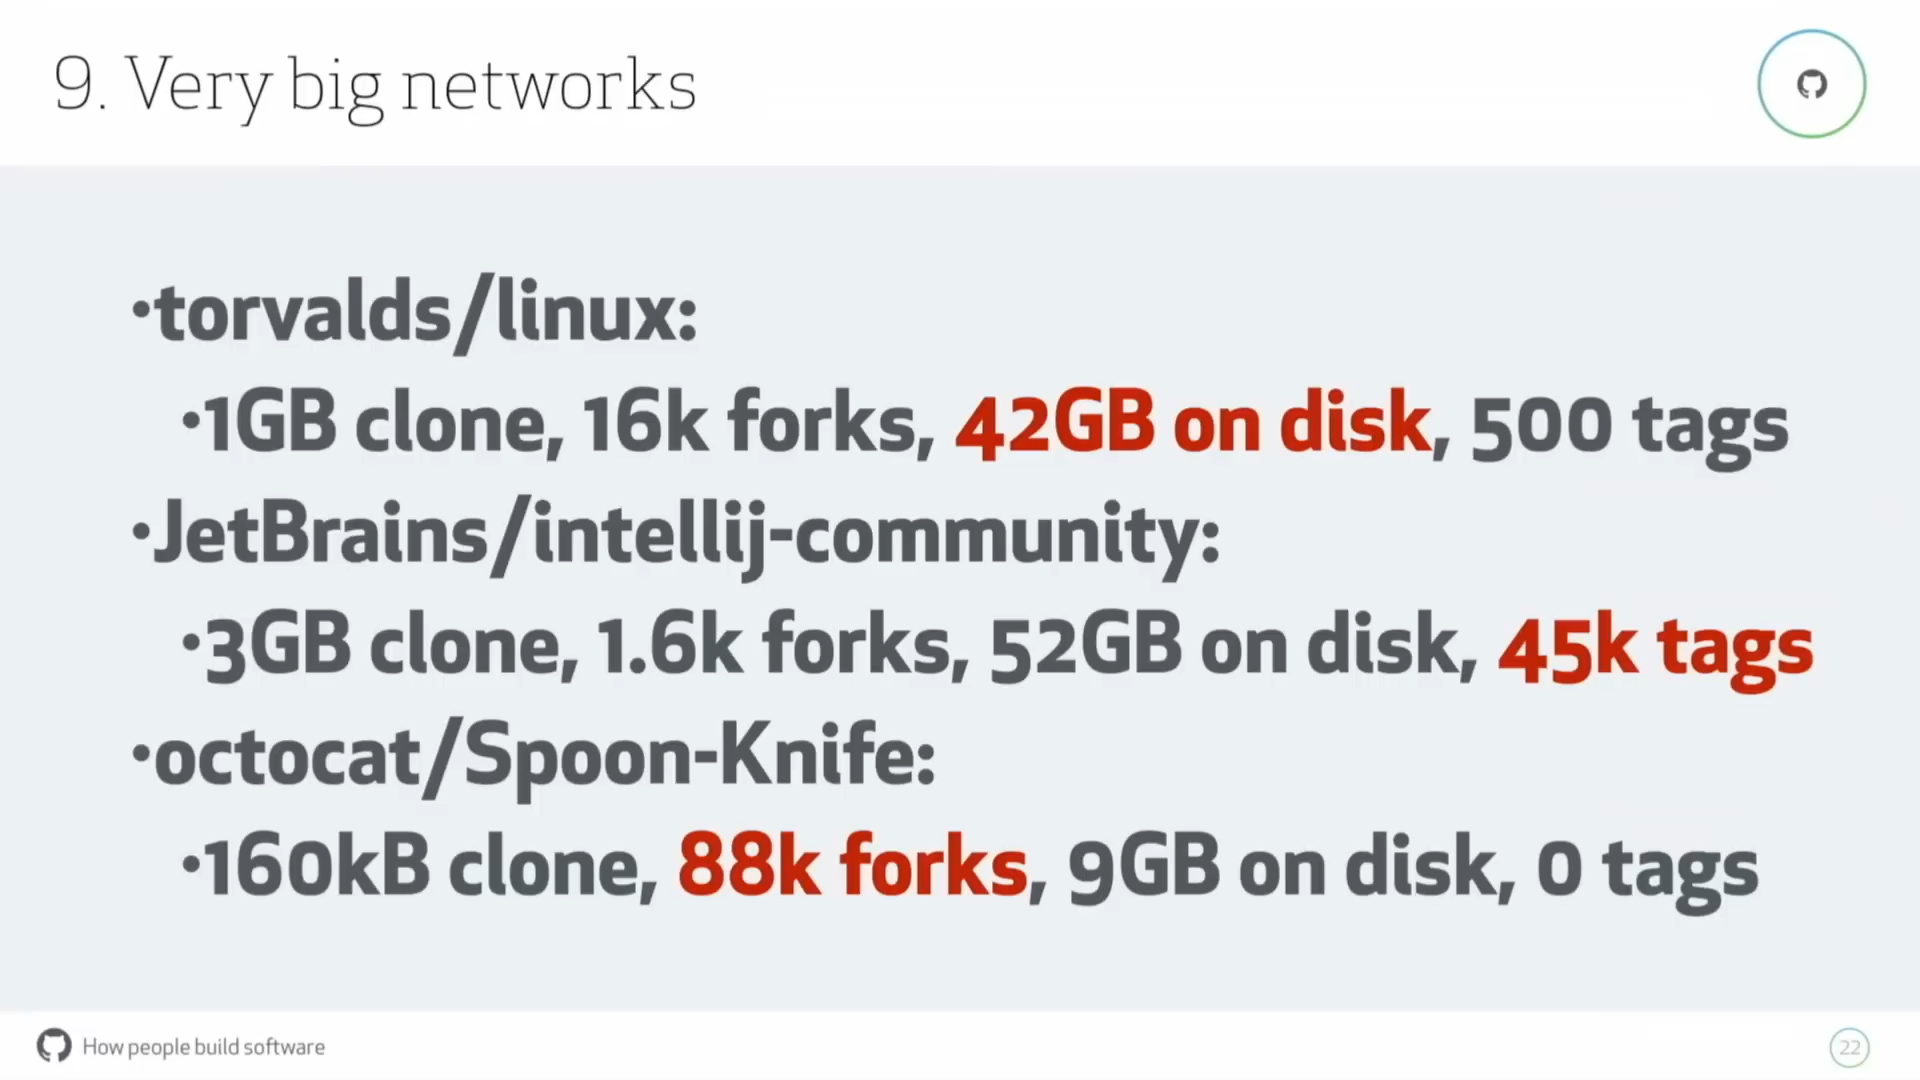 9. Very big networks
•torvalds/linux:
•1GB clone, 16k forks, 42GB on disk, 500 tags
•JetBrains/intellij-community:
•3GB clone, 1.6k forks, 52GB on disk, 45k tags
•octocat/Spoon-Knife:
•160kB clone, 88k forks, 9GB on disk, 0 tags
How people build software
22